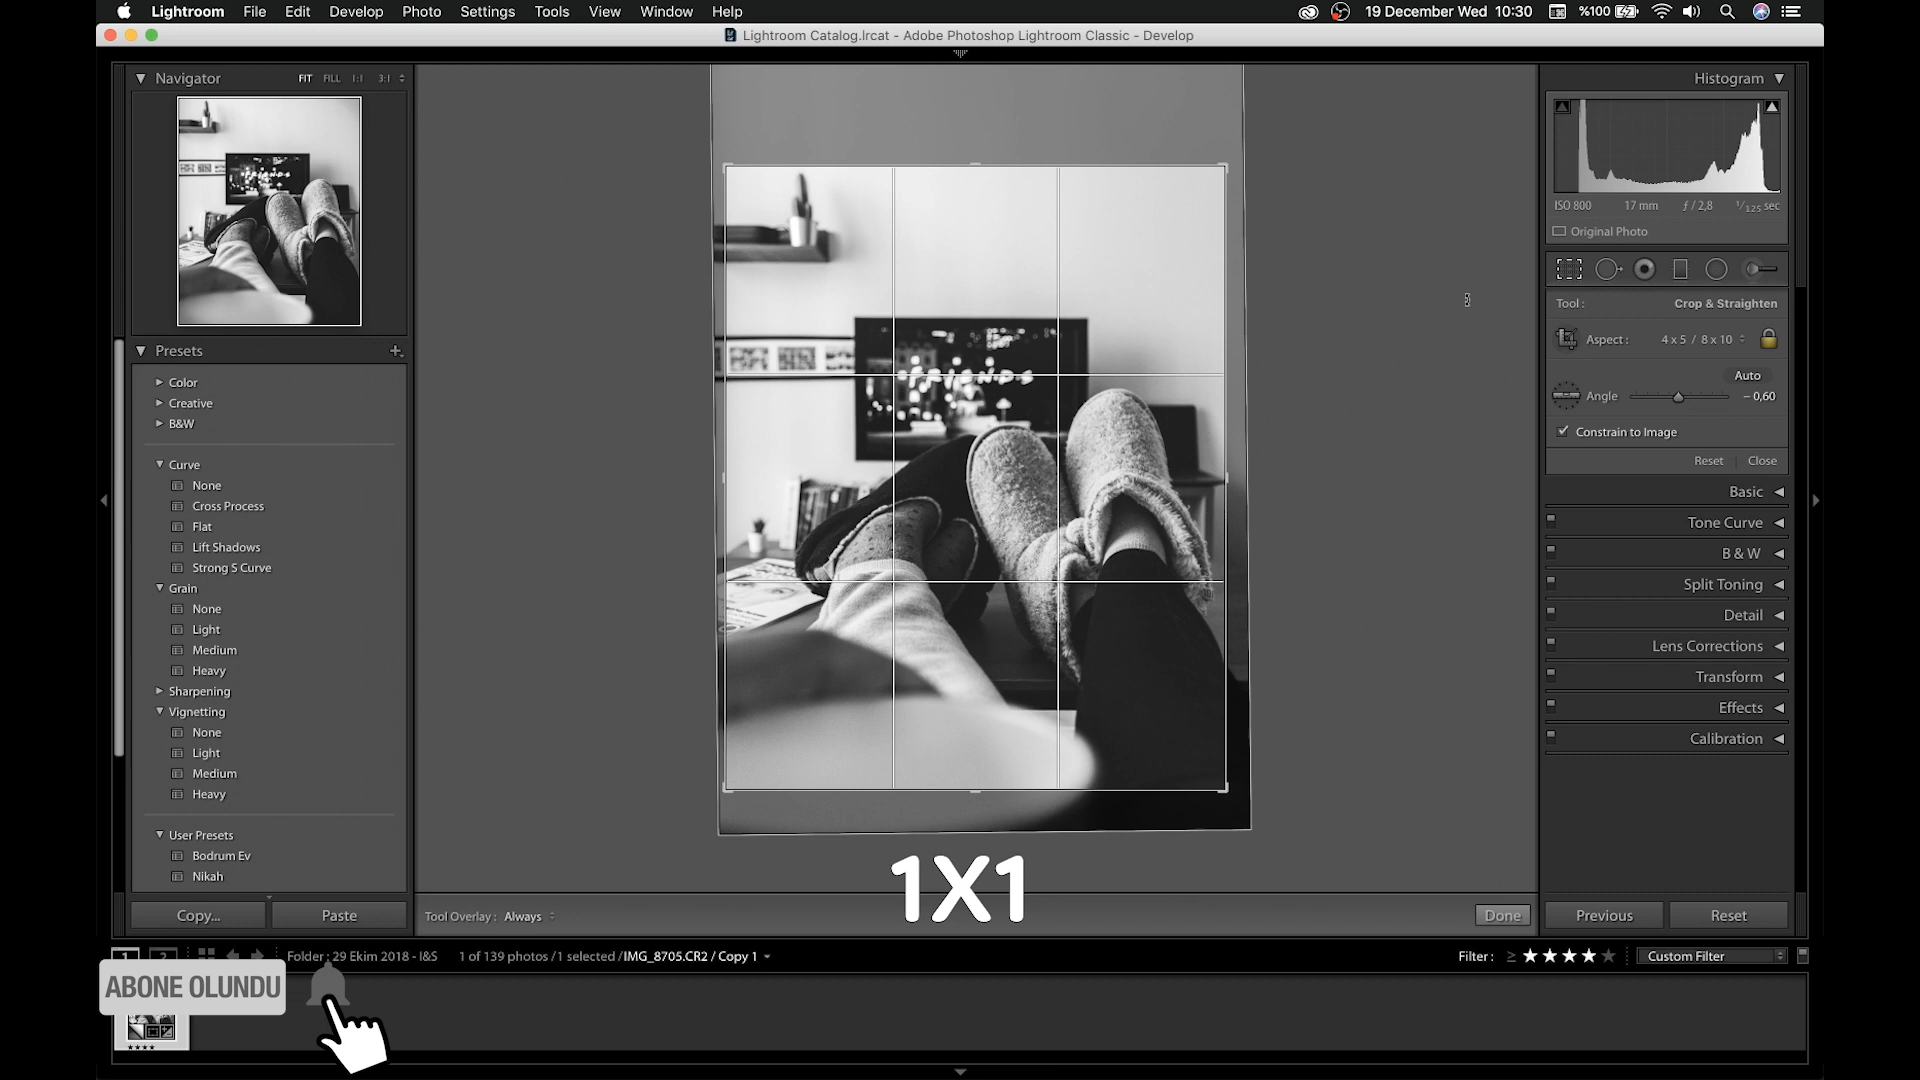 Lightroom File Edit Develop Photo Settings Tools View Window Help
19 December Wed 10:30 %100
Lightroom Catalog.lrcat - Adobe Photoshop Lightroom Classic - Develop
Navigator FIT FILL 1:1 3:1
Histogram
ISO 800 17 mm ƒ / 2,8 1/125 sec
Original Photo
Tool : Crop & Straighten
Aspect : 4 x 5 / 8 x 10
Auto
Angle - 0,60
Constrain to Image
Reset Close
Basic
Tone Curve
B & W
Split Toning
Detail
Lens Corrections
Transform
Effects
Calibration
Presets
Color
Creative
B&W
Curve
None
Cross Process
Flat
Lift Shadows
Strong S Curve
Grain
None
Light
Medium
Heavy
Sharpening
Vignetting
None
Light
Medium
Heavy
User Presets
Bodrum Ev
Nikah
FRIENDS
1X1
Copy... Paste
Tool Overlay : Always
Done
Previous Reset
1 2
Folder : 29 Ekim 2018 - I&S 1 of 139 photos / 1 selected / IMG_8705.CR2 / Copy 1
Filter : ≥ ★★★★★ Custom Filter
ABONE OLUNDU